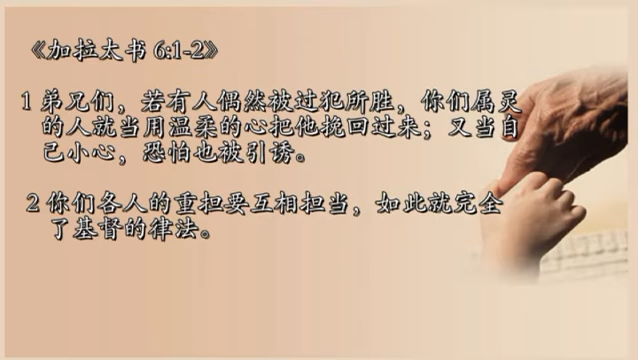 《加拉太书 6:1-2》
1 弟兄们，若有人偶然被过犯所胜，你们属灵
的人就当用温柔的心把他挽回过来；又当自
己小心，恐怕也被引诱。
2 你们各人的重担要互相担当，如此就完全
了基督的律法。